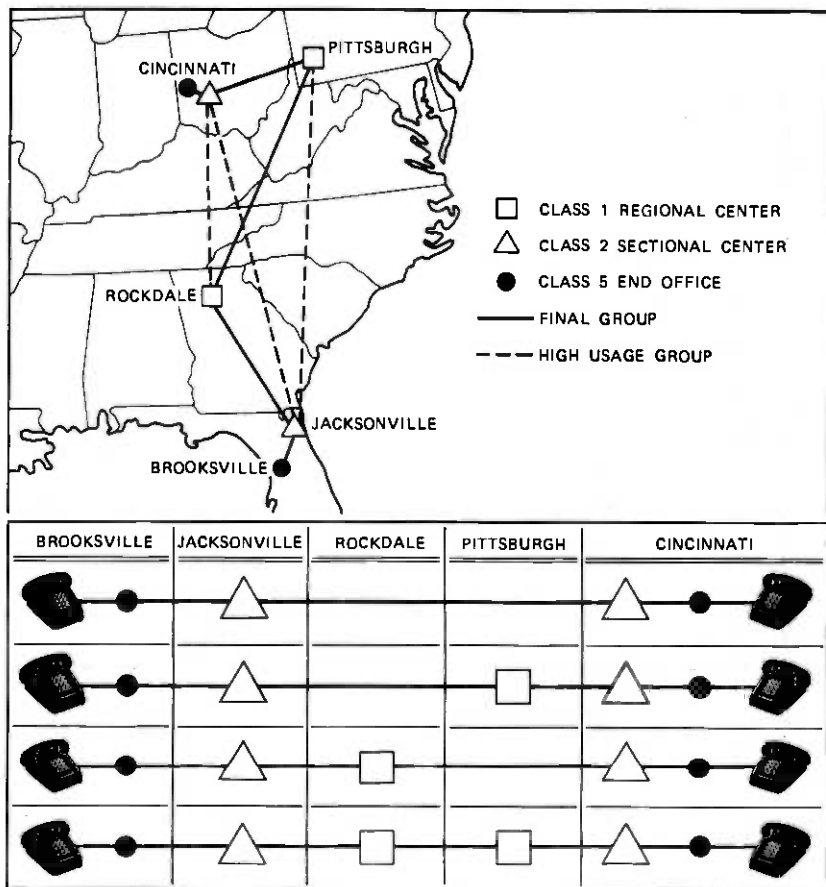 PITTSBURGH
CINCINNATI
ROCKDALE
JACKSONVILLE
BROOKSVILLE
CLASS 1 REGIONAL CENTER
CLASS 2 SECTIONAL CENTER
CLASS 5 END OFFICE
FINAL GROUP
HIGH USAGE GROUP
BROOKSVILLE JACKSONVILLE ROCKDALE PITTSBURGH CINCINNATI